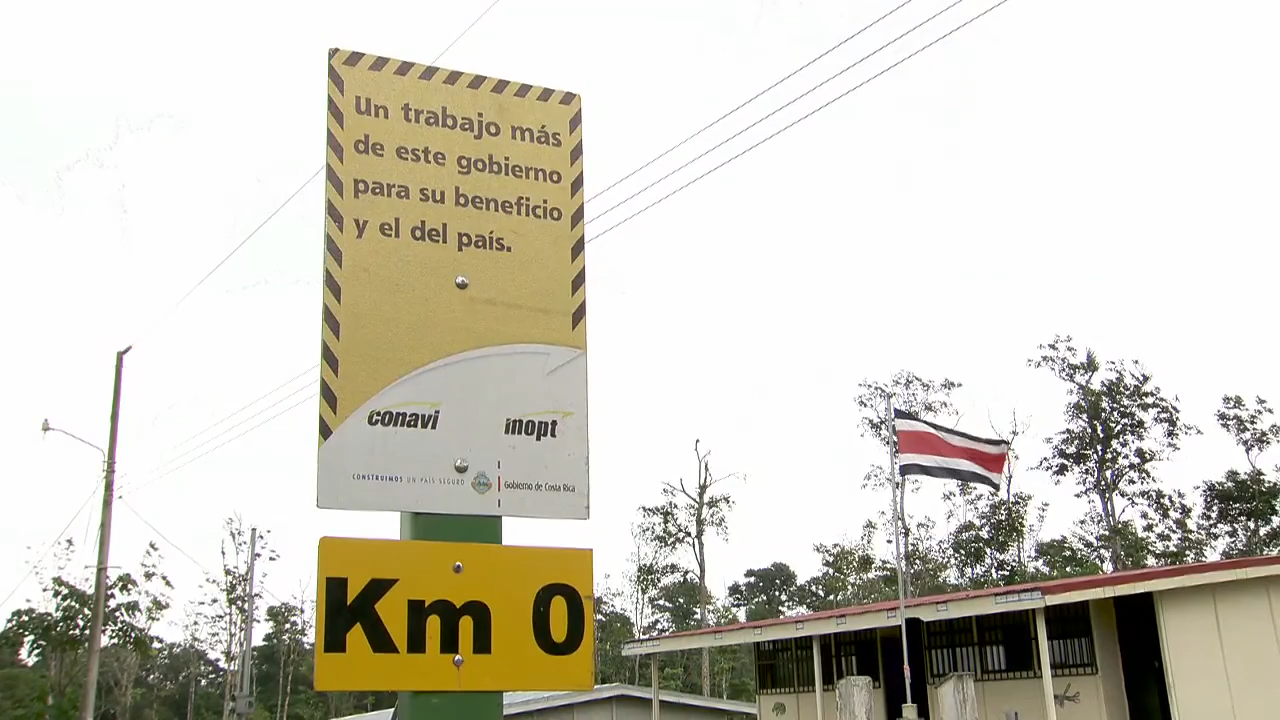 Un trabajo más
de este gobierno
para su beneficio
y el del país.
conavi
mopt
CONSTRUIMOS UN PAÍS SEGURO
Gobierno de Costa Rica
Km 0